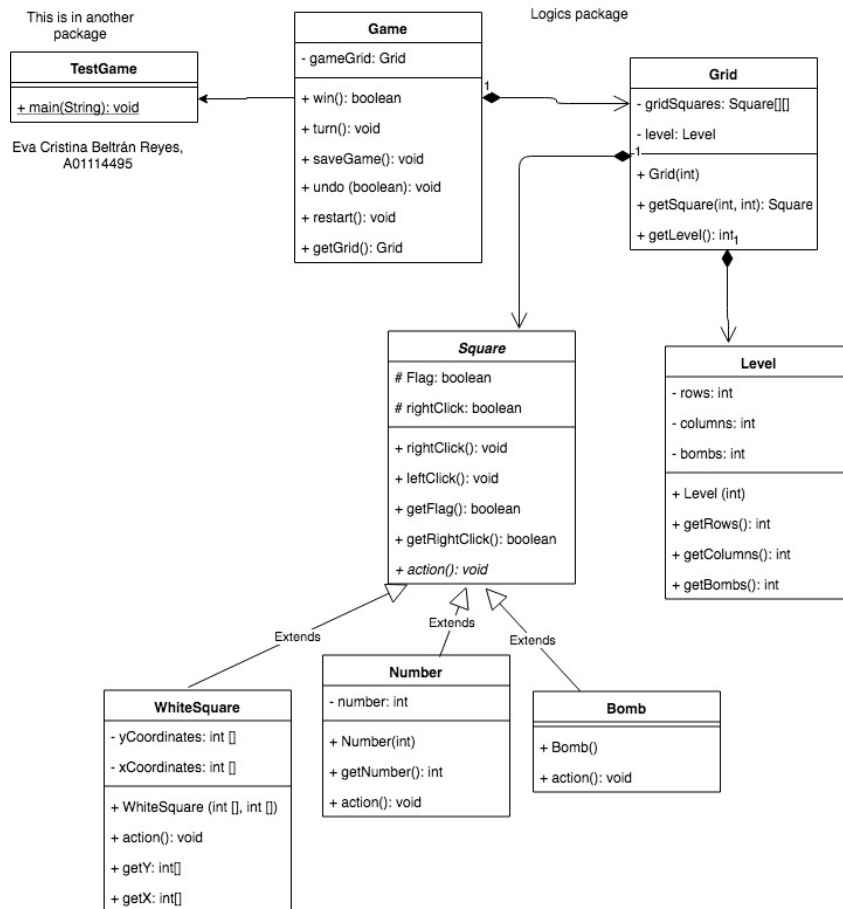 This is in another
package
TestGame
+ main(String): void
Eva Cristina Beltrán Reyes,
A01114495
Game
- gameGrid: Grid
+ win(): boolean
+ turn(): void
+ saveGame(): void
+ undo (boolean): void
+ restart(): void
+ getGrid(): Grid
1
Logics package
Grid
- gridSquares: Square[][]
- level: Level
1
+ Grid(int)
+ getSquare(int, int): Square
+ getLevel(): int
1
Square
# Flag: boolean
# rightClick: boolean
+ rightClick(): void
+ leftClick(): void
+ getFlag(): boolean
+ getRightClick(): boolean
+ action(): void
Level
- rows: int
- columns: int
- bombs: int
+ Level (int)
+ getRows(): int
+ getColumns(): int
+ getBombs(): int
Extends
Extends
Extends
WhiteSquare
- yCoordinates: int []
- xCoordinates: int []
+ WhiteSquare (int [], int [])
+ action(): void
+ getY: int[]
+ getX: int[]
Number
- number: int
+ Number(int)
+ getNumber(): int
+ action(): void
Bomb
+ Bomb()
+ action(): void